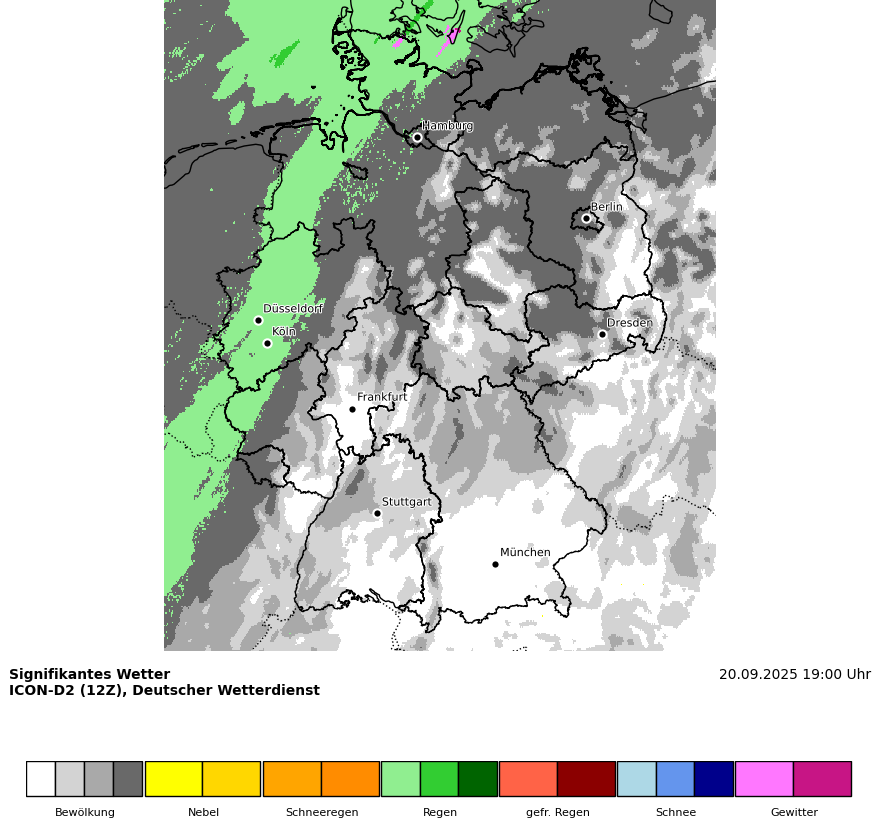 Hamburg
Berlin
Düsseldorf
Köln
Dresden
Frankfurt
Stuttgart
München
Signifikantes Wetter
20.09.2025 19:00 Uhr
ICON-D2 (12Z), Deutscher Wetterdienst
Bewölkung Nebel Schneeregen Regen gefr. Regen Schnee Gewitter